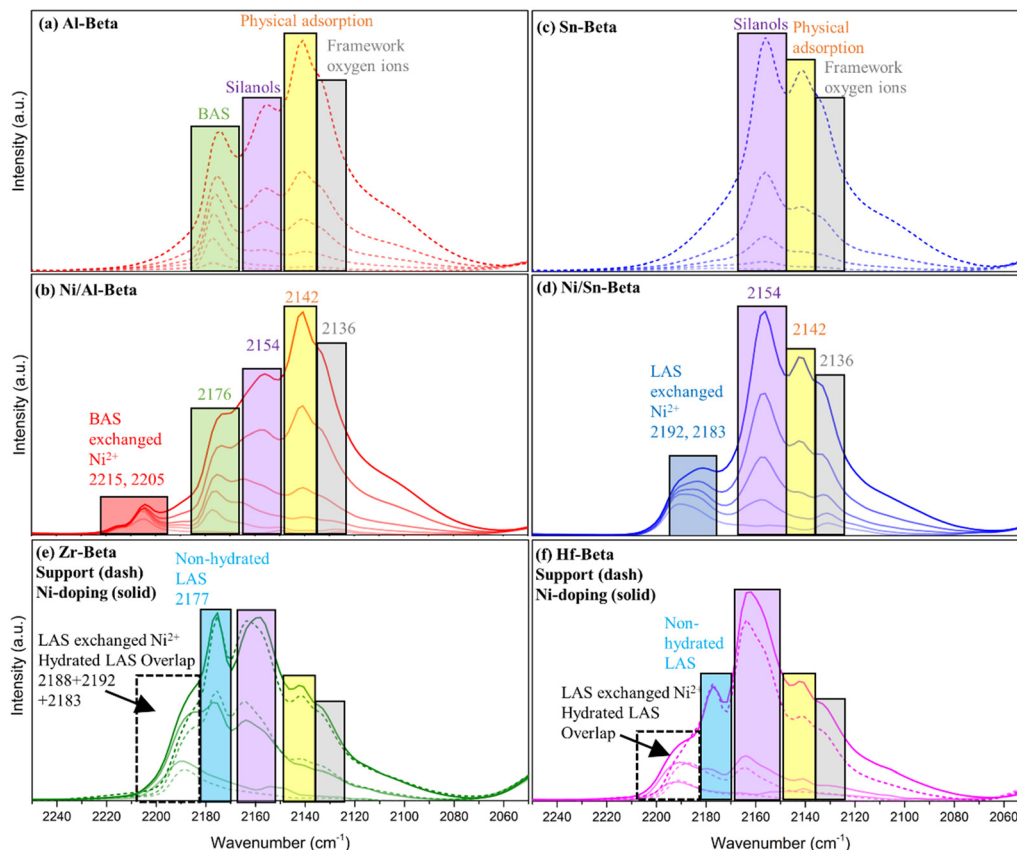 (a) Al-Beta
Physical adsorption
Framework
oxygen ions
Silanols
BAS
Intensity (a.u.)
(c) Sn-Beta
Silanols
Physical
adsorption
Framework
oxygen ions
(b) Ni/Al-Beta
2142
2136
2154
2176
BAS
exchanged
Ni²⁺
2215, 2205
Intensity (a.u.)
(d) Ni/Sn-Beta
2154
2142
2136
LAS
exchanged
Ni²⁺
2192, 2183
(e) Zr-Beta
Support (dash)
Ni-doping (solid)
Non-hydrated
LAS
2177
LAS exchanged Ni²⁺
Hydrated LAS Overlap
2188+2192
+2183
Intensity (a.u.)
2240 2220 2200 2180 2160 2140 2120 2100 2080 2060
Wavenumber (cm⁻¹)
(f) Hf-Beta
Support (dash)
Ni-doping (solid)
Non-
hydrated
LAS
LAS exchanged Ni²⁺
Hydrated LAS
Overlap
2240 2220 2200 2180 2160 2140 2120 2100 2080 2060
Wavenumber (cm⁻¹)